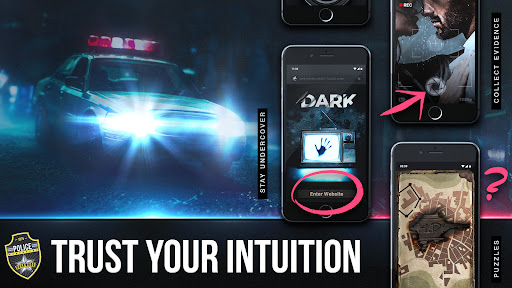 REC
COLLECT EVIDENCE
DARK
STAY UNDERCOVER
Enter Website
?
PUZZLES
POLICE
TRUST YOUR INTUITION